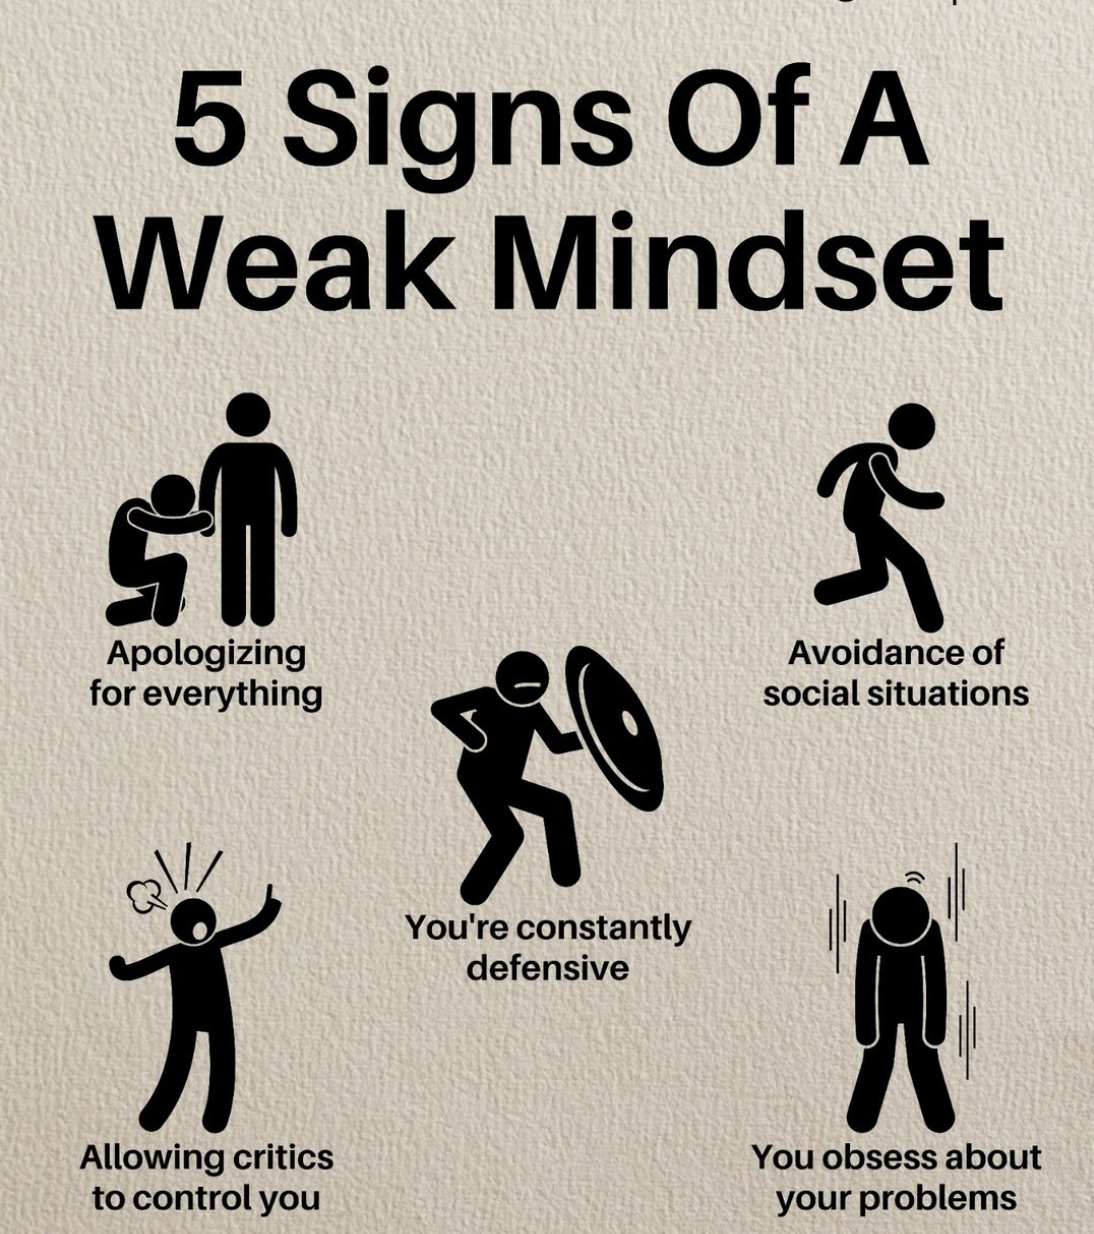 5 Signs Of A
Weak Mindset
Apologizing
for everything
Avoidance of
social situations
You're constantly
defensive
Allowing critics
to control you
You obsess about
your problems